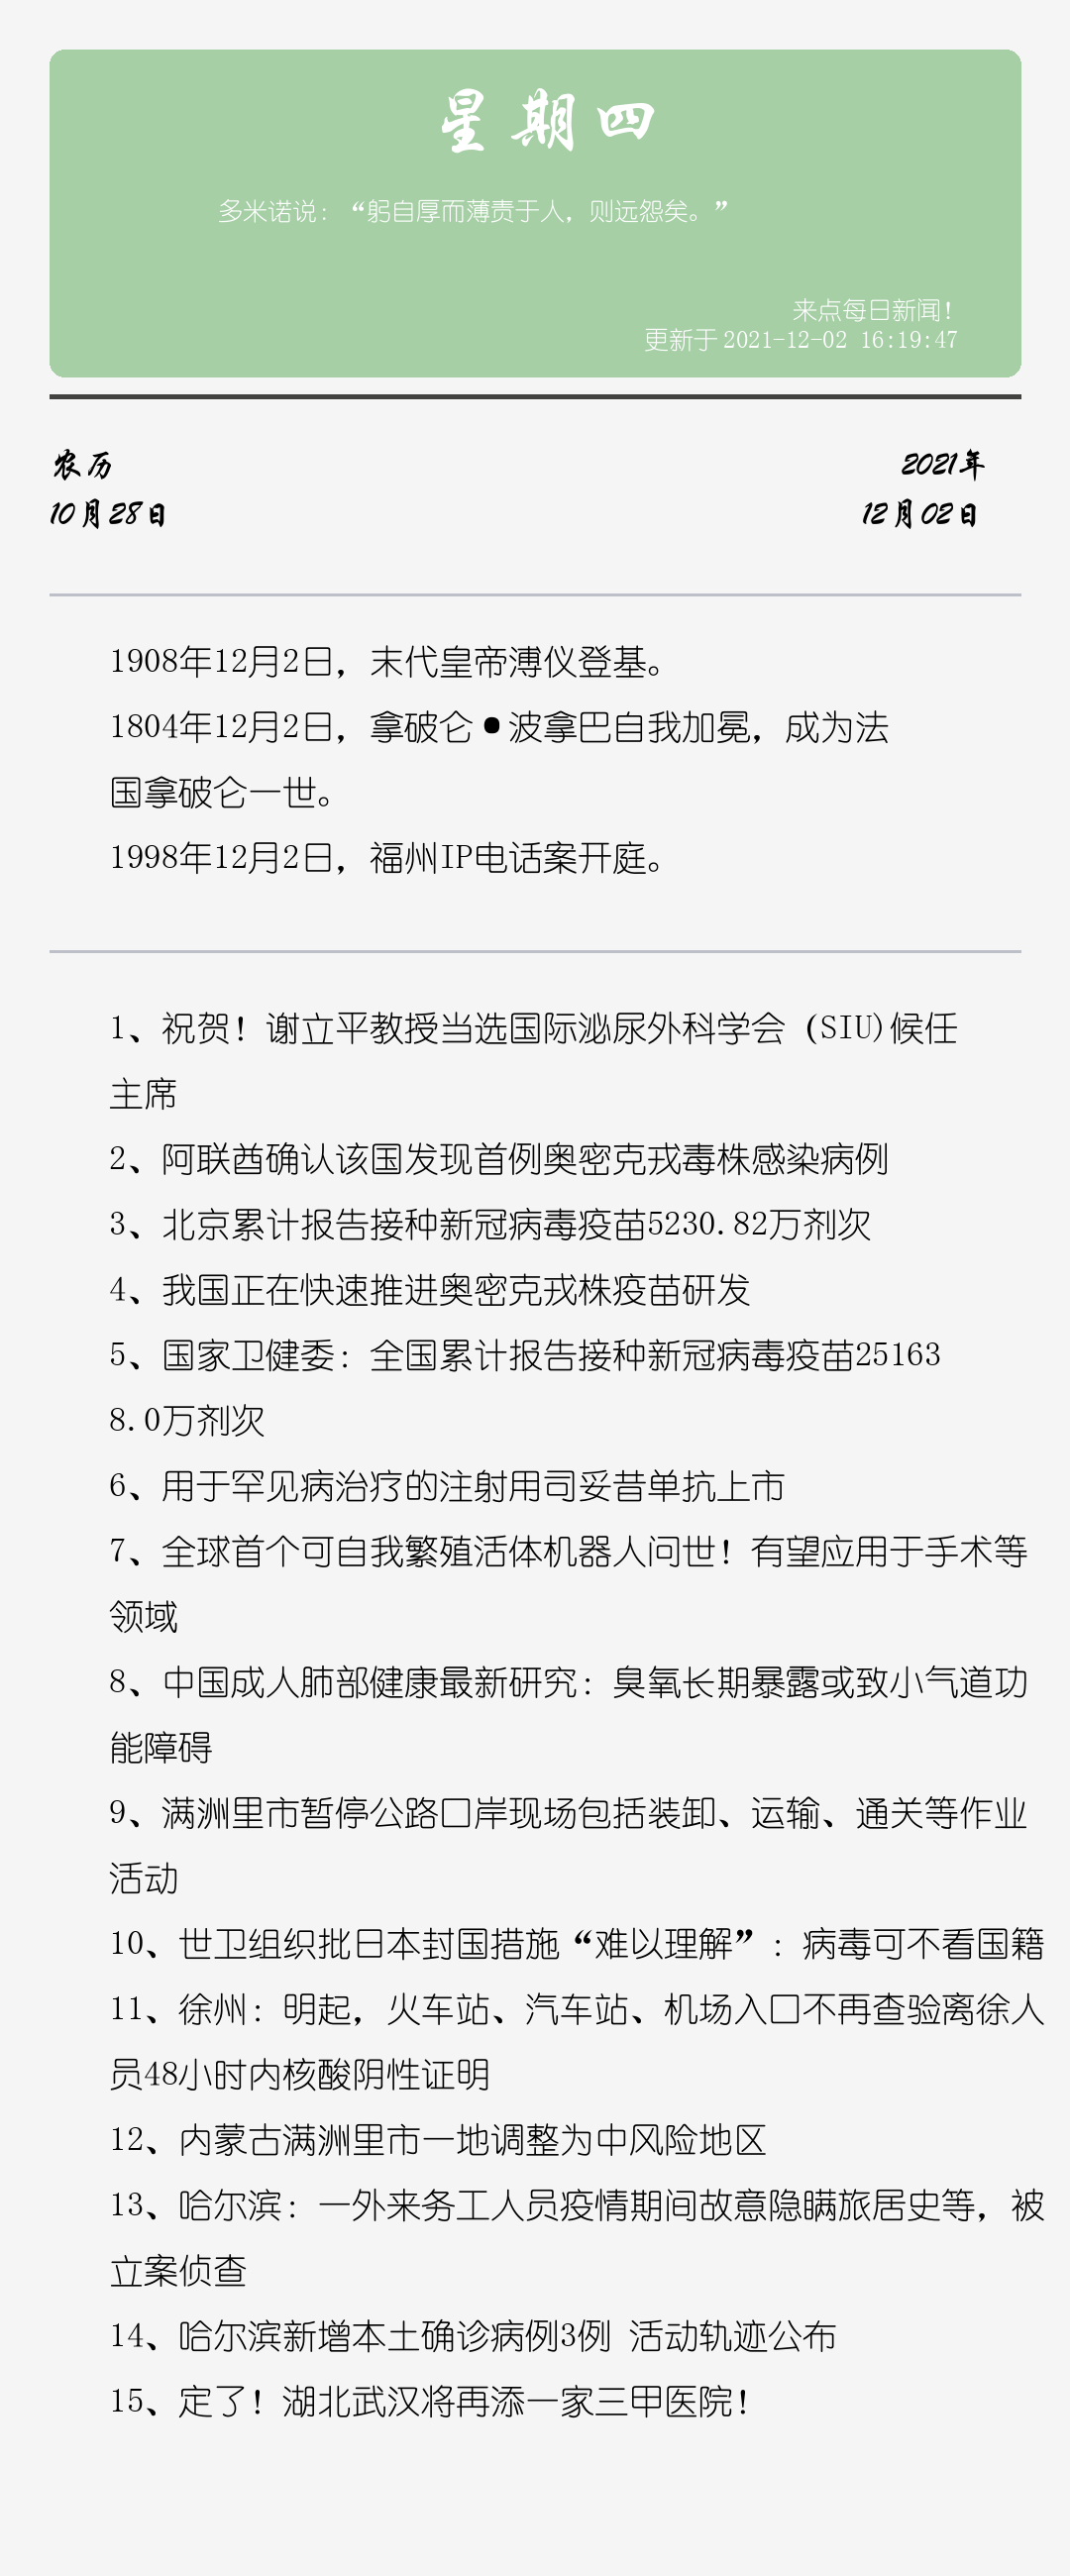 星期四
多米诺说：“躬自厚而薄责于人，则远怨矣。”
来点每日新闻！
更新于 2021-12-02 16:19:47
农历
2021年
10月28日
12月02日
1908年12月2日，末代皇帝溥仪登基。
1804年12月2日，拿破仑•波拿巴自我加冕，成为法
国拿破仑一世。
1998年12月2日，福州IP电话案开庭。
1、祝贺！谢立平教授当选国际泌尿外科学会（SIU)候任
主席
2、阿联酋确认该国发现首例奥密克戎毒株感染病例
3、北京累计报告接种新冠病毒疫苗5230.82万剂次
4、我国正在快速推进奥密克戎株疫苗研发
5、国家卫健委：全国累计报告接种新冠病毒疫苗25163
8.0万剂次
6、用于罕见病治疗的注射用司妥昔单抗上市
7、全球首个可自我繁殖活体机器人问世！有望应用于手术等
领域
8、中国成人肺部健康最新研究：臭氧长期暴露或致小气道功
能障碍
9、满洲里市暂停公路口岸现场包括装卸、运输、通关等作业
活动
10、世卫组织批日本封国措施“难以理解”：病毒可不看国籍
11、徐州：明起，火车站、汽车站、机场入口不再查验离徐人
员48小时内核酸阴性证明
12、内蒙古满洲里市一地调整为中风险地区
13、哈尔滨：一外来务工人员疫情期间故意隐瞒旅居史等，被
立案侦查
14、哈尔滨新增本土确诊病例3例 活动轨迹公布
15、定了！湖北武汉将再添一家三甲医院！